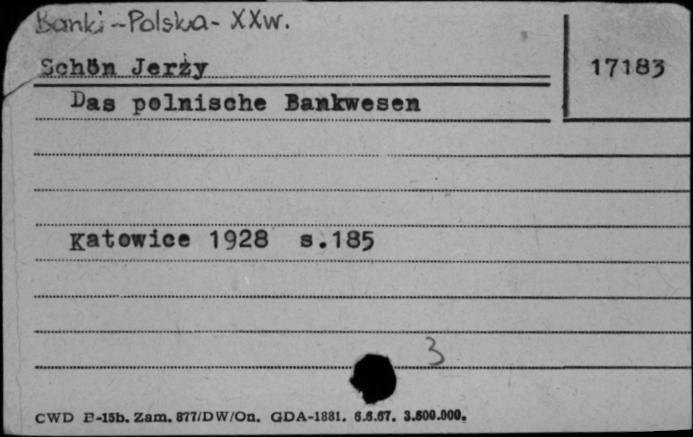 Banki-Polska- XXw.
Schön Jerży
17183
Das polnische Bankwesen
Katowice 1928 s.185
3
CWD B-15b. Zam. 877/DW/On. GDA-1881. 6.6.67. 3.600.000.